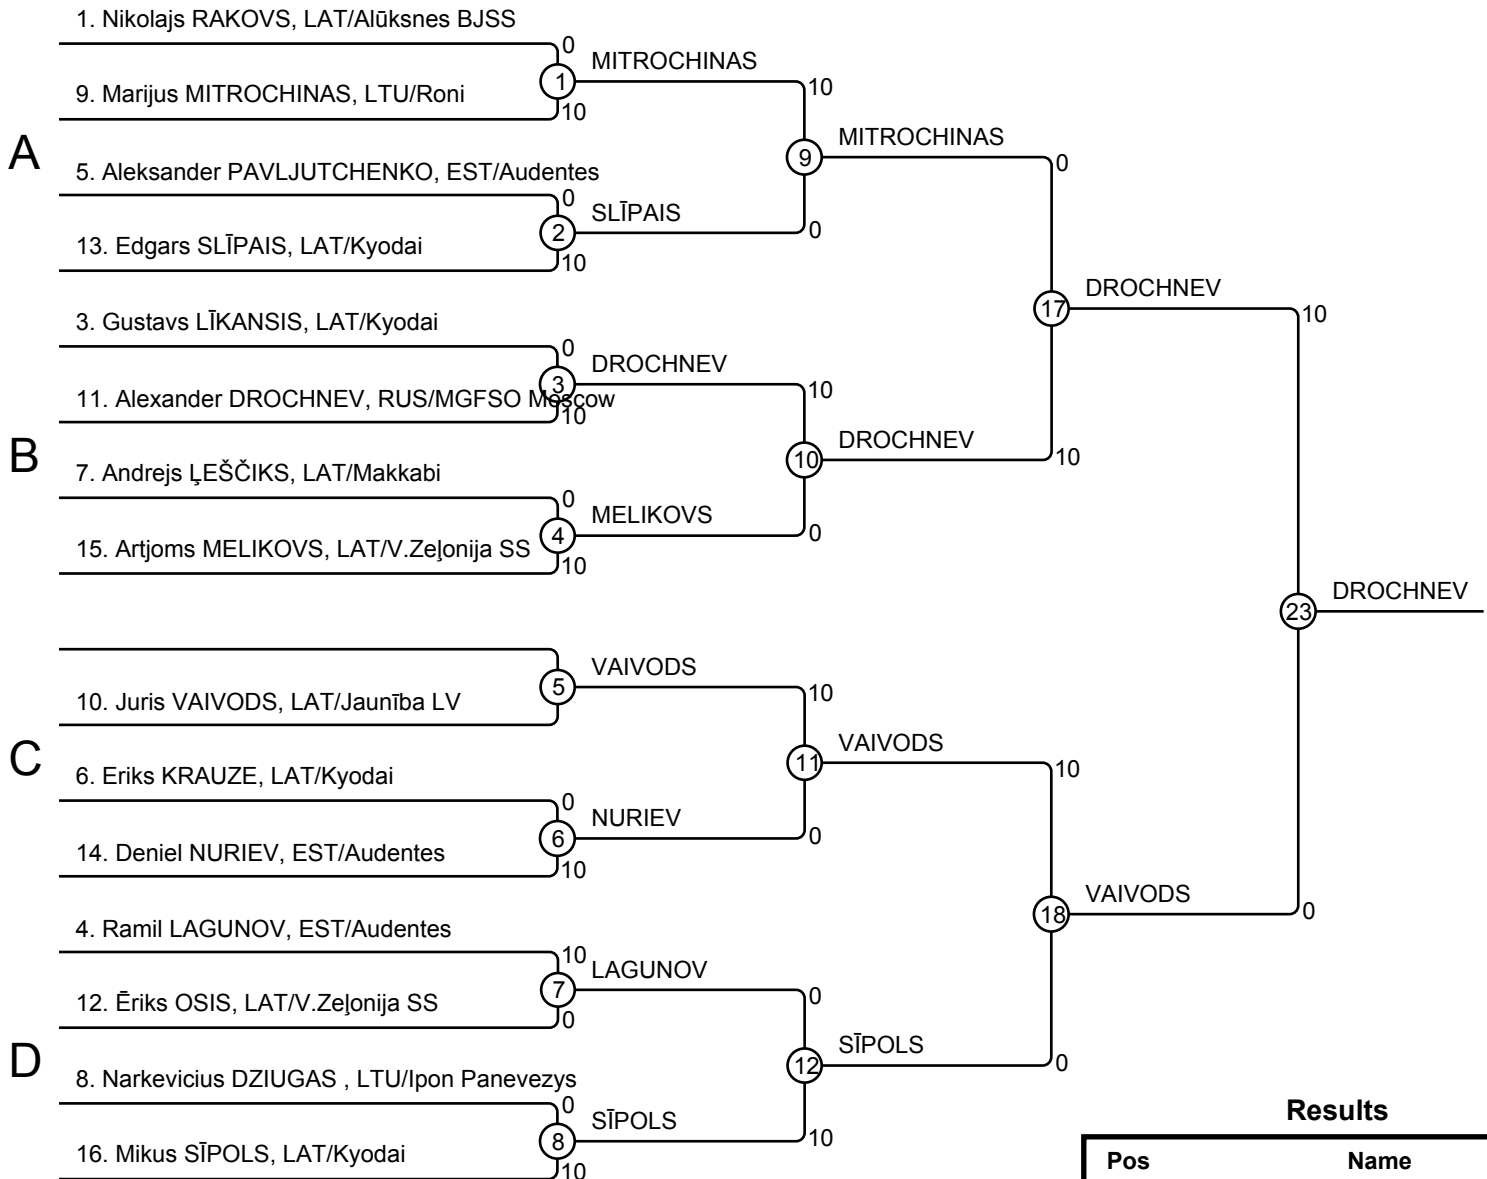 1. Nikolajs RAKOVS, LAT/Alūksnes BJSS
0
MITROCHINAS
1
10
9. Marijus MITROCHINAS, LTU/Roni
10
MITROCHINAS
A
9
0
5. Aleksander PAVLJUTCHENKO, EST/Audentes
0
SLĪPAIS
2
0
13. Edgars SLĪPAIS, LAT/Kyodai
10
DROCHNEV
17
10
3. Gustavs LĪKANSIS, LAT/Kyodai
0
DROCHNEV
3
10
11. Alexander DROCHNEV, RUS/MGFSO Moscow
10
DROCHNEV
B
10
10
7. Andrejs ĻEŠČIKS, LAT/Makkabi
0
MELIKOVS
4
0
15. Artjoms MELIKOVS, LAT/V.Zeļonija SS
10
DROCHNEV
23
VAIVODS
5
10
10. Juris VAIVODS, LAT/Jaunība LV
VAIVODS
C
11
10
6. Eriks KRAUZE, LAT/Kyodai
0
NURIEV
6
0
14. Deniel NURIEV, EST/Audentes
10
VAIVODS
18
0
4. Ramil LAGUNOV, EST/Audentes
10
LAGUNOV
7
0
12. Ēriks OSIS, LAT/V.Zeļonija SS
0
SĪPOLS
D
12
0
8. Narkevicius DZIUGAS , LTU/Ipon Panevezys
0
SĪPOLS
8
10
16. Mikus SĪPOLS, LAT/Kyodai
10
Results
Pos Name